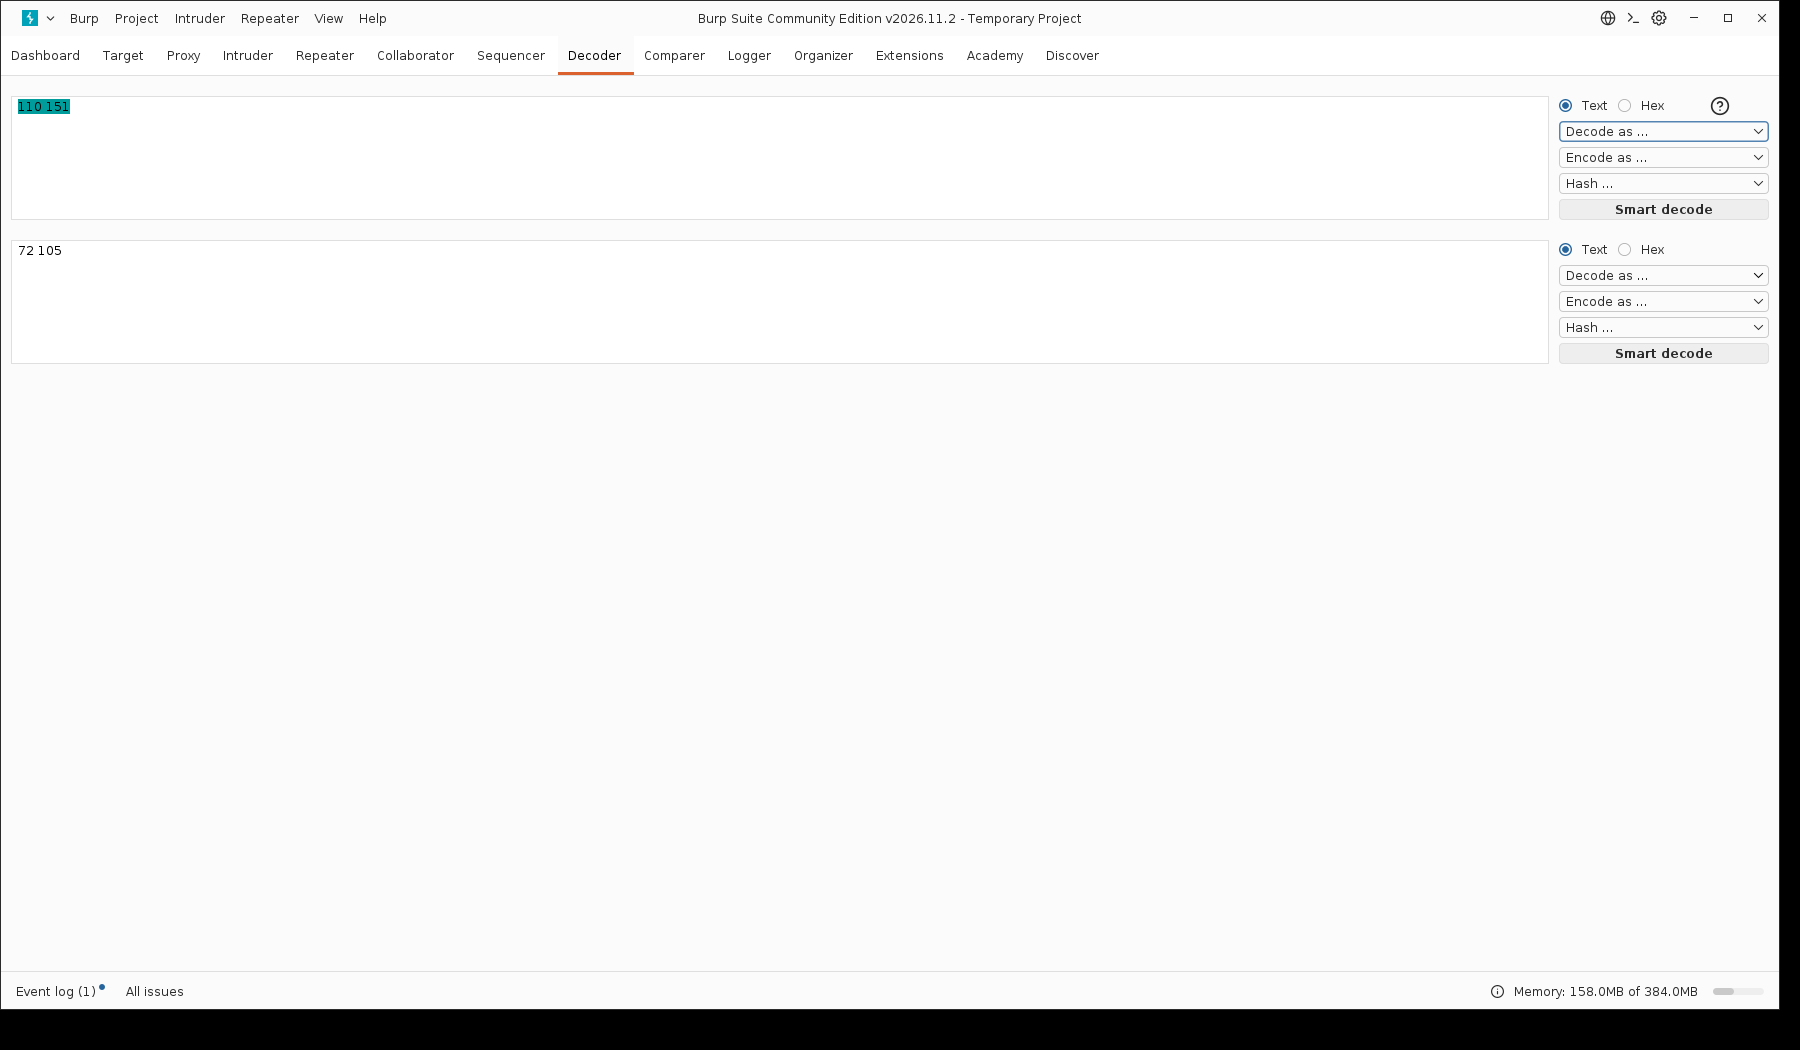 Burp Project Intruder Repeater View Help Burp Suite Community Edition v2026.11.2 - Temporary Project
Dashboard Target Proxy Intruder Repeater Collaborator Sequencer Decoder Comparer Logger Organizer Extensions Academy Discover
110 151
Text Hex ?
Decode as ...
Encode as ...
Hash ...
Smart decode
72 105
Text Hex
Decode as ...
Encode as ...
Hash ...
Smart decode
Event log (1) All issues Memory: 158.0MB of 384.0MB